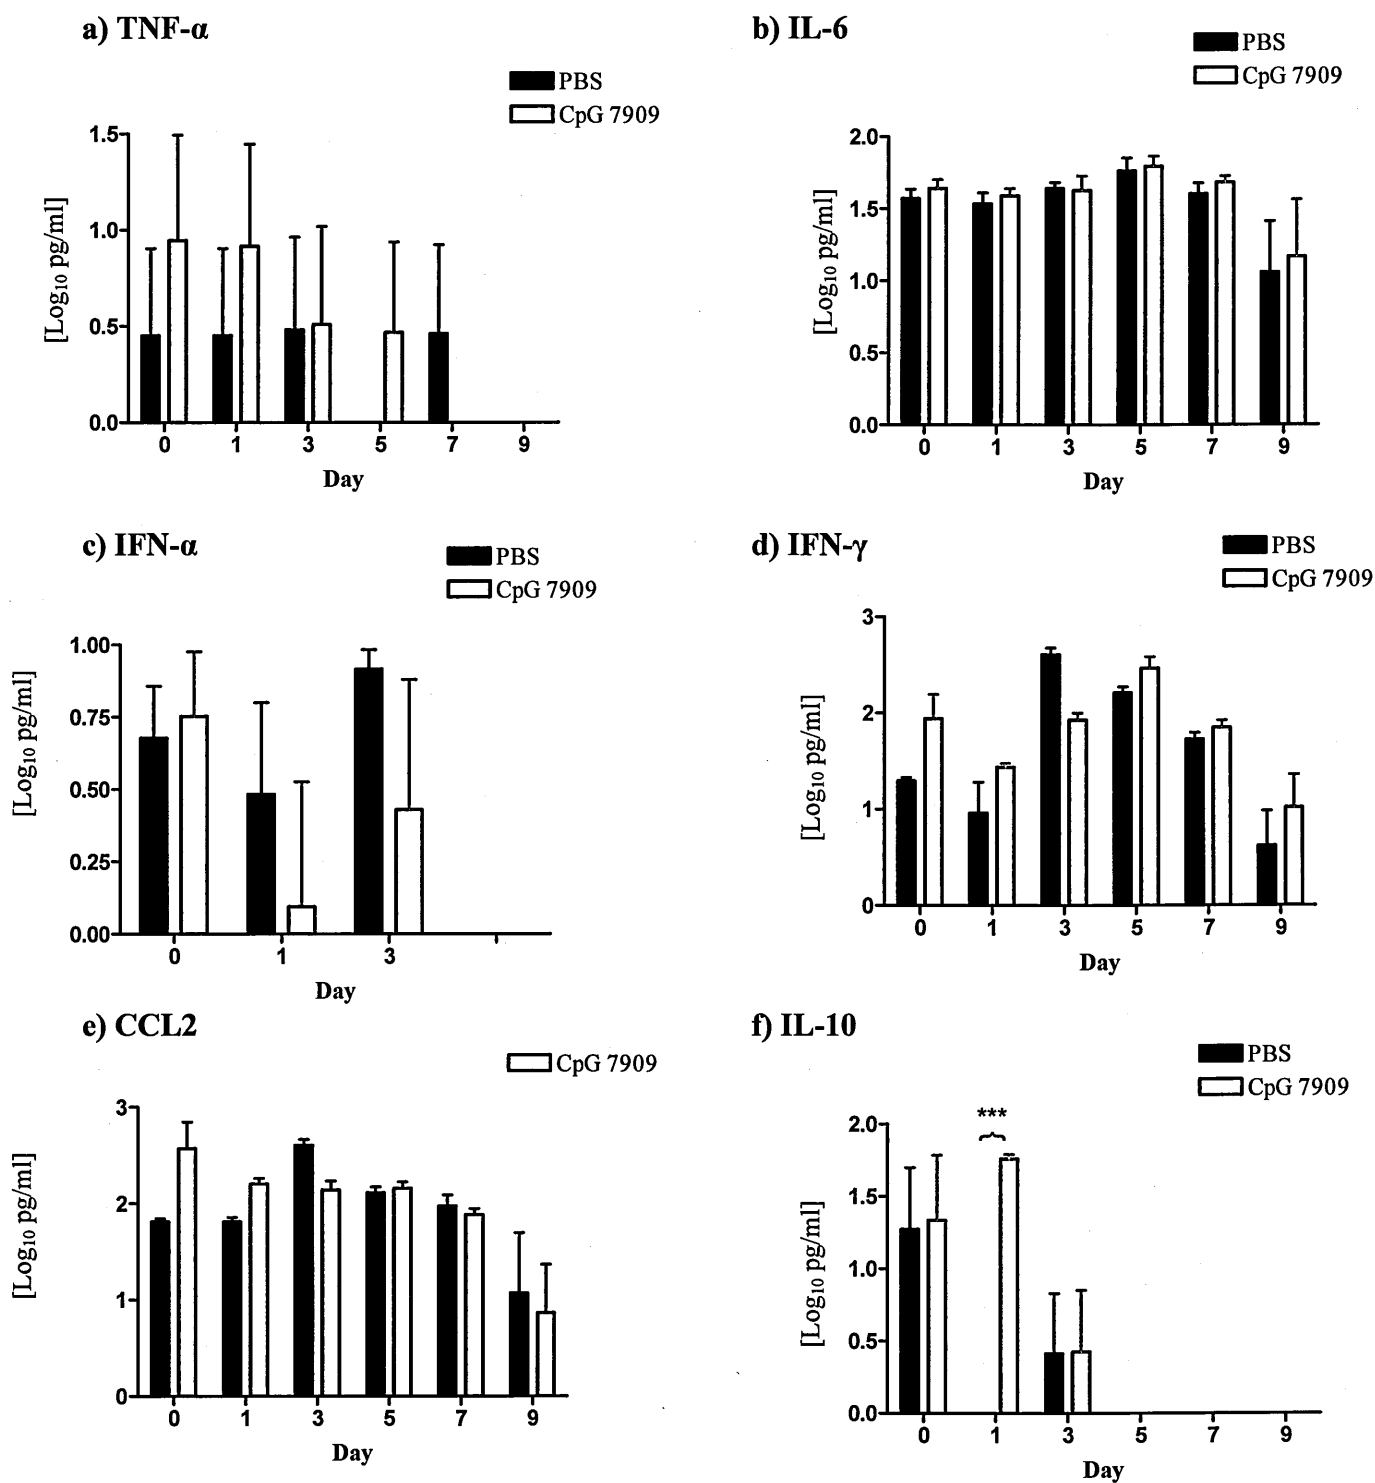 a) TNF-α
PBS
CpG 7909
1.5
1.0
0.5
0.0
[Log₁₀ pg/ml]
0 1 3 5 7 9
Day
b) IL-6
PBS
CpG 7909
2.0
1.5
1.0
0.5
0.0
[Log₁₀ pg/ml]
0 1 3 5 7 9
Day
c) IFN-α
PBS
CpG 7909
1.00
0.75
0.50
0.25
0.00
[Log₁₀ pg/ml]
0 1 3
Day
d) IFN-γ
PBS
CpG 7909
3
2
1
0
[Log₁₀ pg/ml]
0 1 3 5 7 9
Day
e) CCL2
CpG 7909
3
2
1
0
[Log₁₀ pg/ml]
0 1 3 5 7 9
Day
f) IL-10
PBS
CpG 7909
***
2.0
1.5
1.0
0.5
0.0
[Log₁₀ pg/ml]
0 1 3 5 7 9
Day